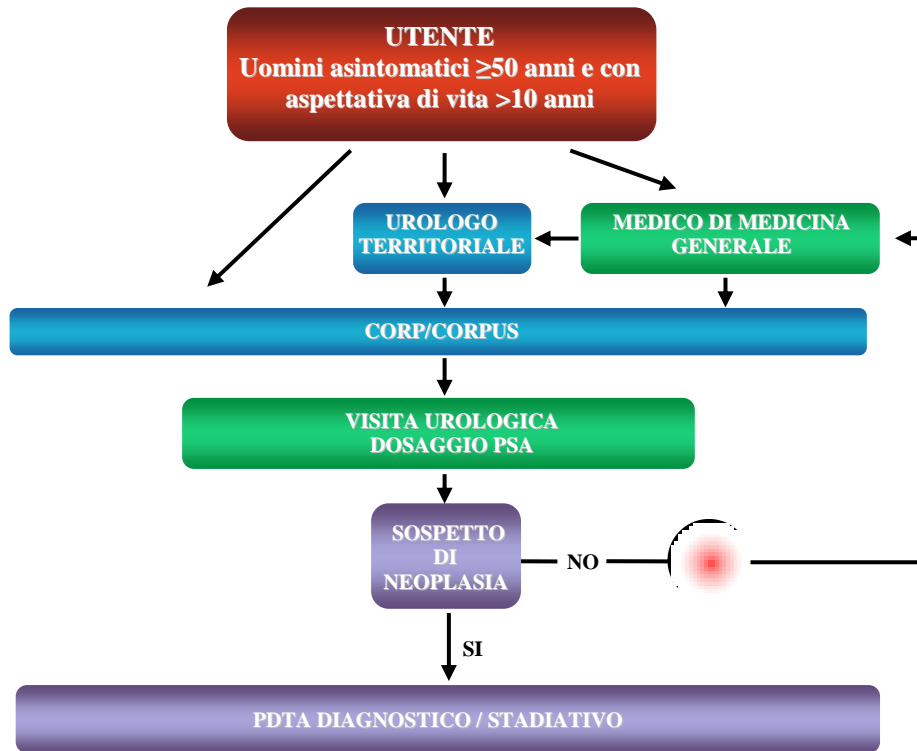 UTENTE
Uomini asintomatici ≥50 anni e con
aspettativa di vita >10 anni
UROLOGO
TERRITORIALE
MEDICO DI MEDICINA
GENERALE
CORP/CORPUS
VISITA UROLOGICA
DOSAGGIO PSA
SOSPETTO
DI
NEOPLASIA
NO
SI
PDTA DIAGNOSTICO / STADIATIVO